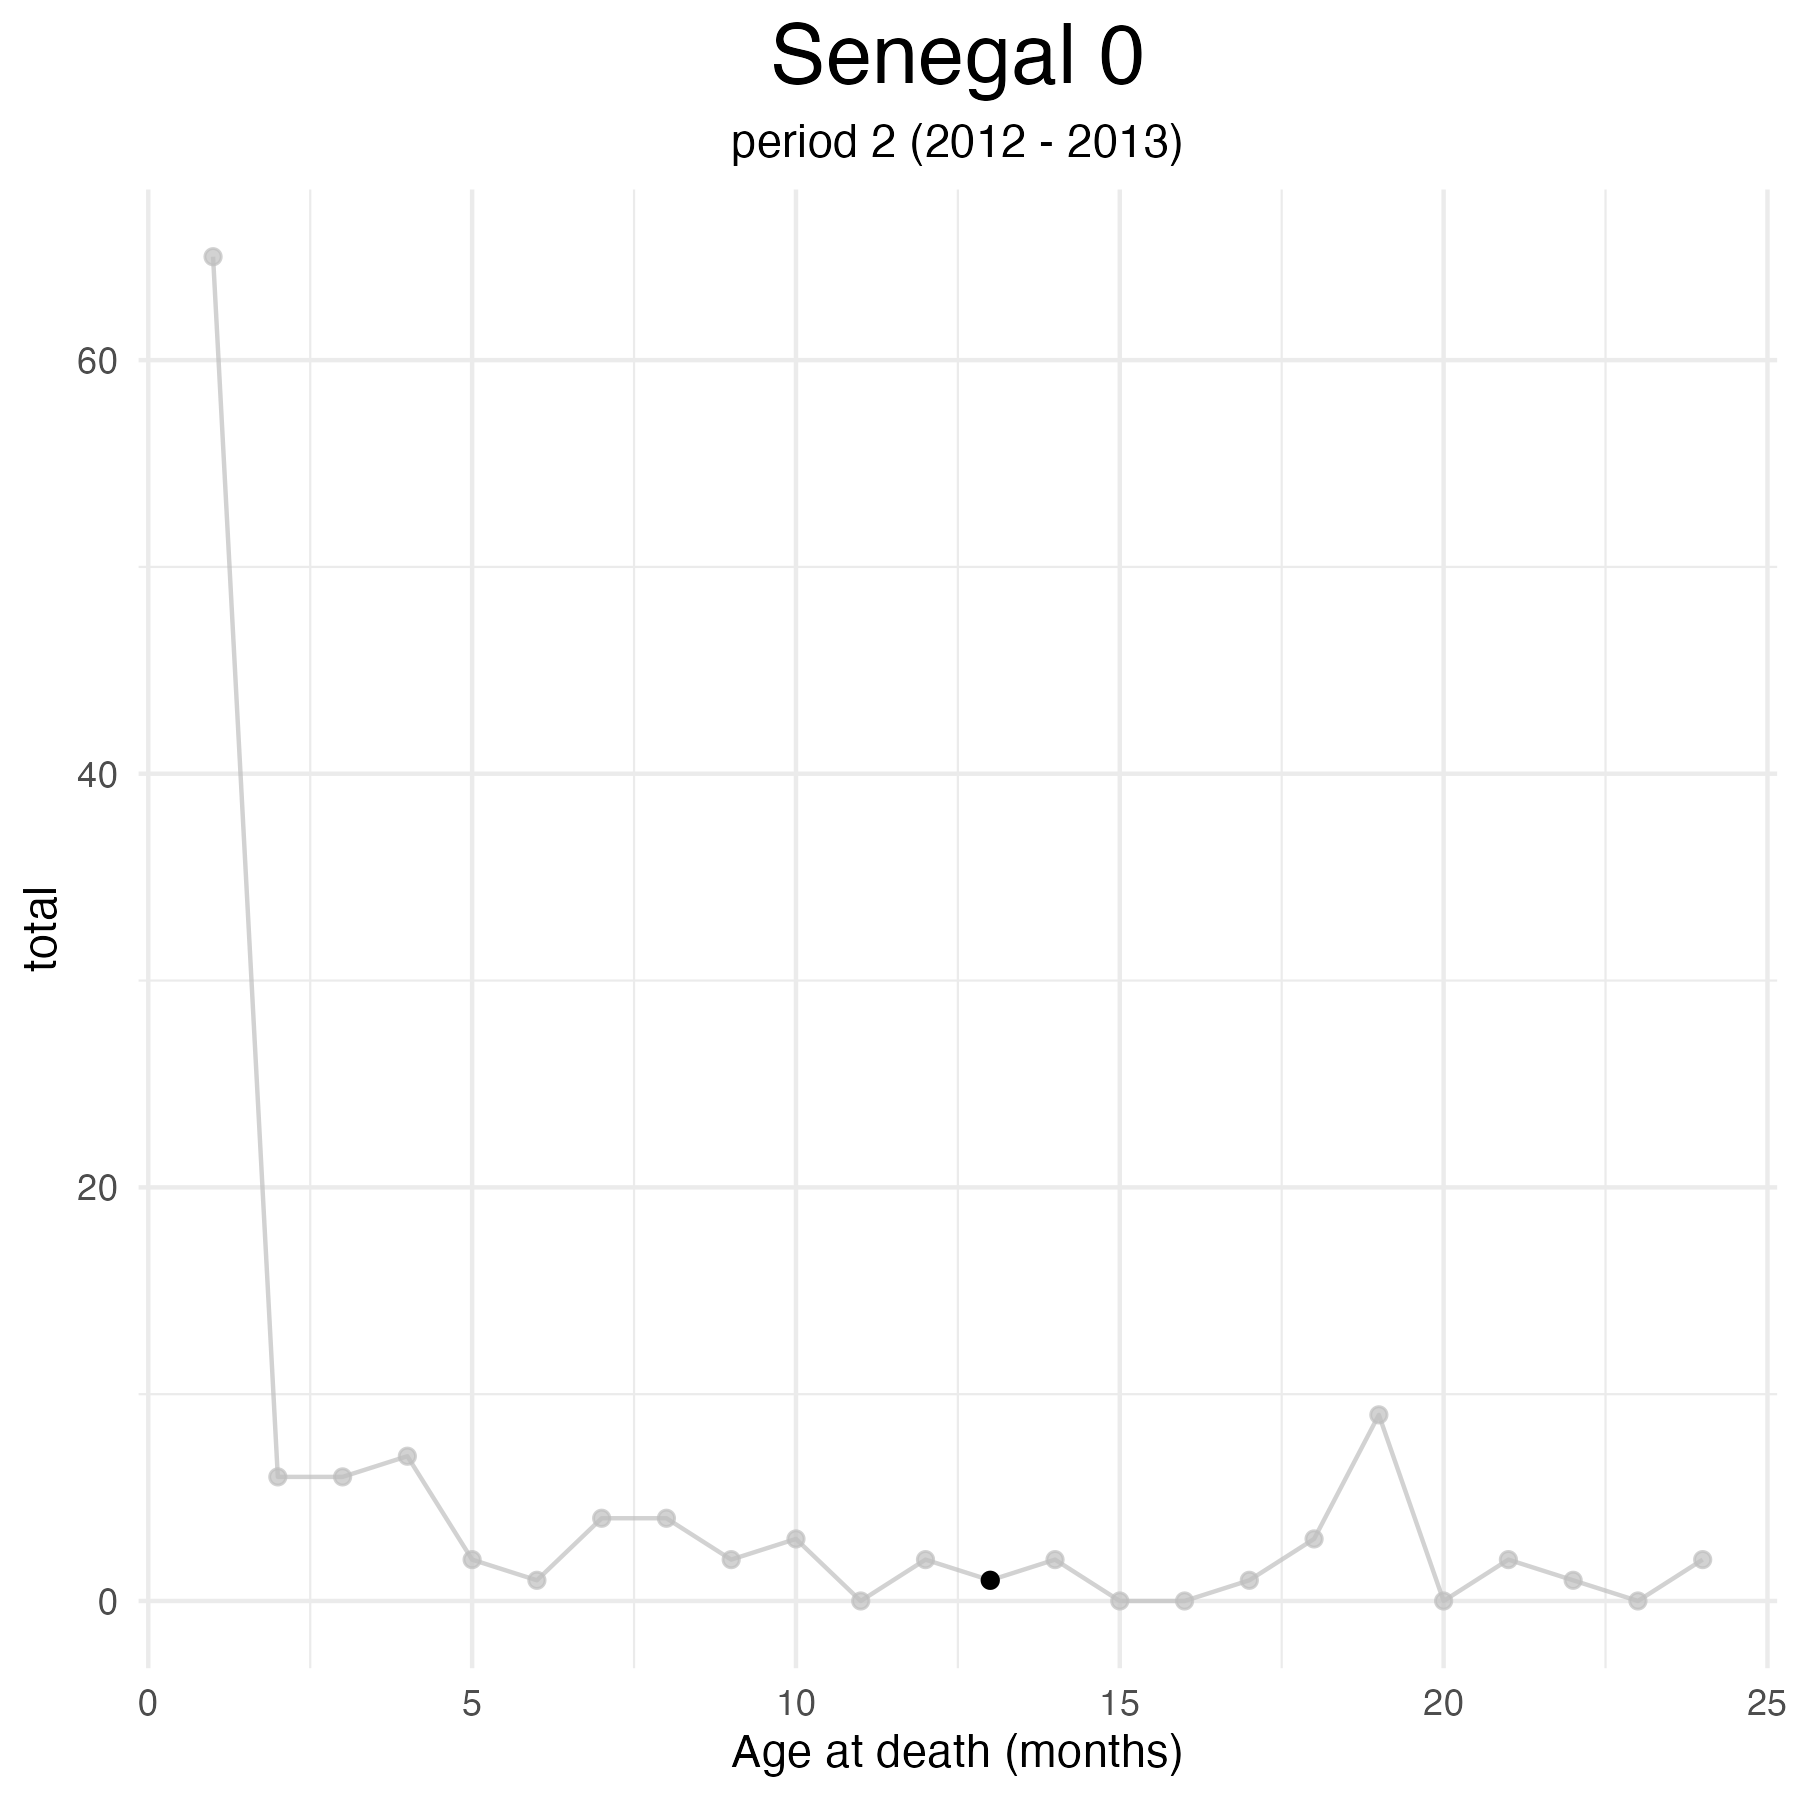 Senegal 0
period 2 (2012 - 2013)
60
40
20
0
total
0 5 10 15 20 25
Age at death (months)